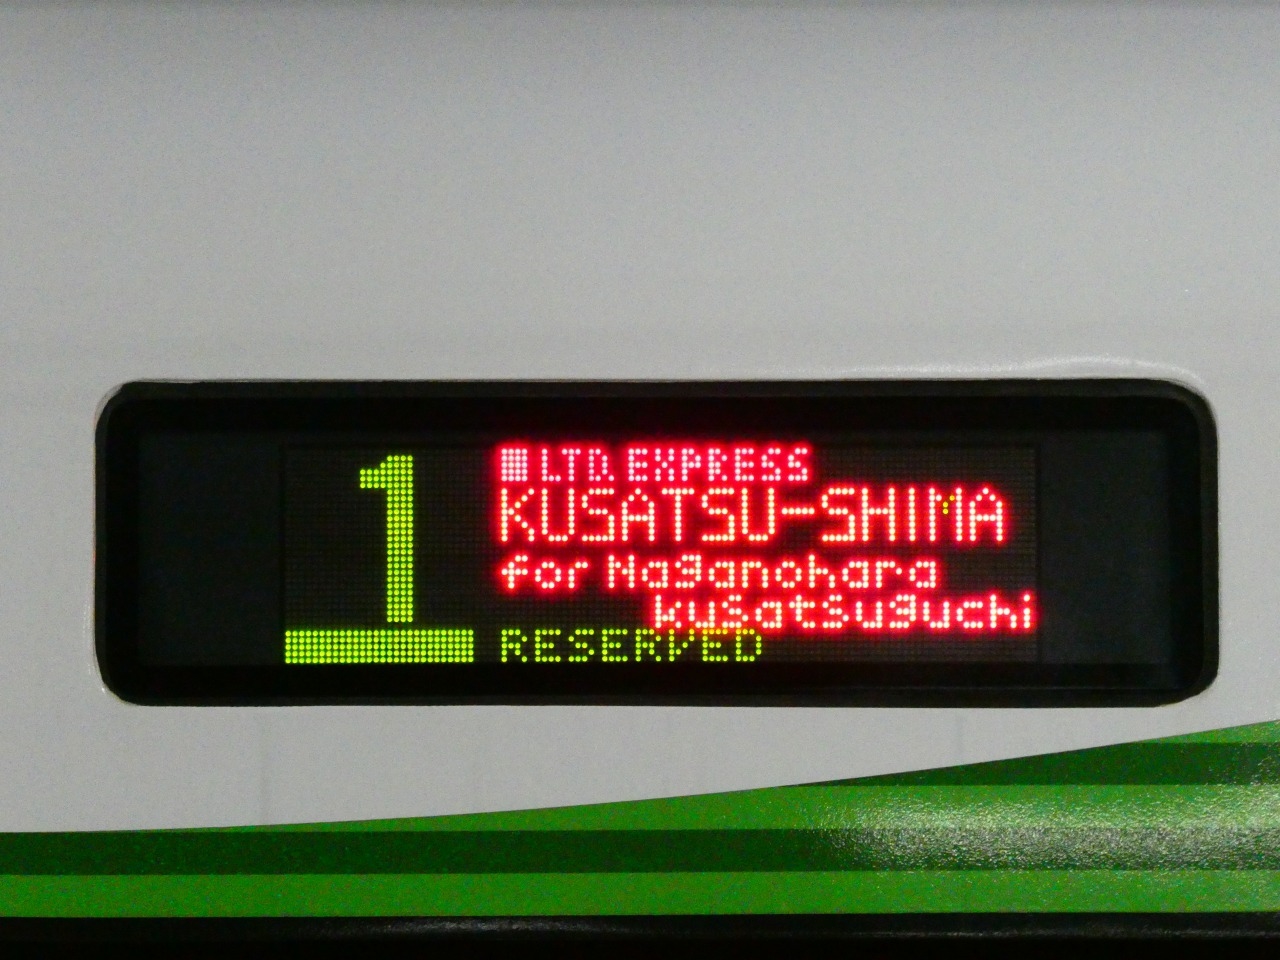 1
LTD. EXPRESS
KUSATSU-SHIMA
for Naganohara
kusatsuguchi
RESERVED